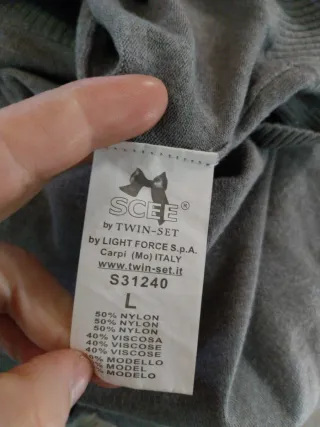 SCEE®
by TWIN-SET
by LIGHT FORCE S.p.A.
Carpi (Mo) ITALY
www.twin-set.it
S31240
L
50% NYLON
50% NYLON
50% NYLON
40% VISCOSA
40% VISCOSE
40% VISCOSE
MODELLO
MODEL
MODELO